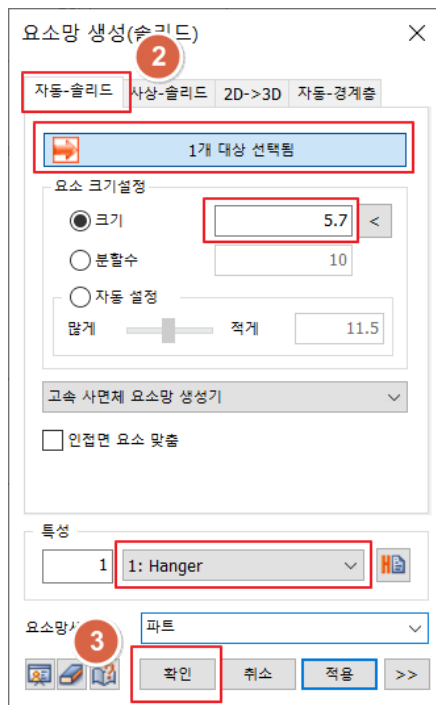 요소망 생성(솔리드)
2
자동-솔리드 사상-솔리드 2D->3D 자동-경계층
1개 대상 선택됨
요소 크기설정
크기 5.7 <
분할수 10
자동 설정
많게 적게 11.5
고속 사면체 요소망 생성기
인접면 요소 맞춤
특성
1 1: Hanger H
파트
3
확인 취소 적용 >>